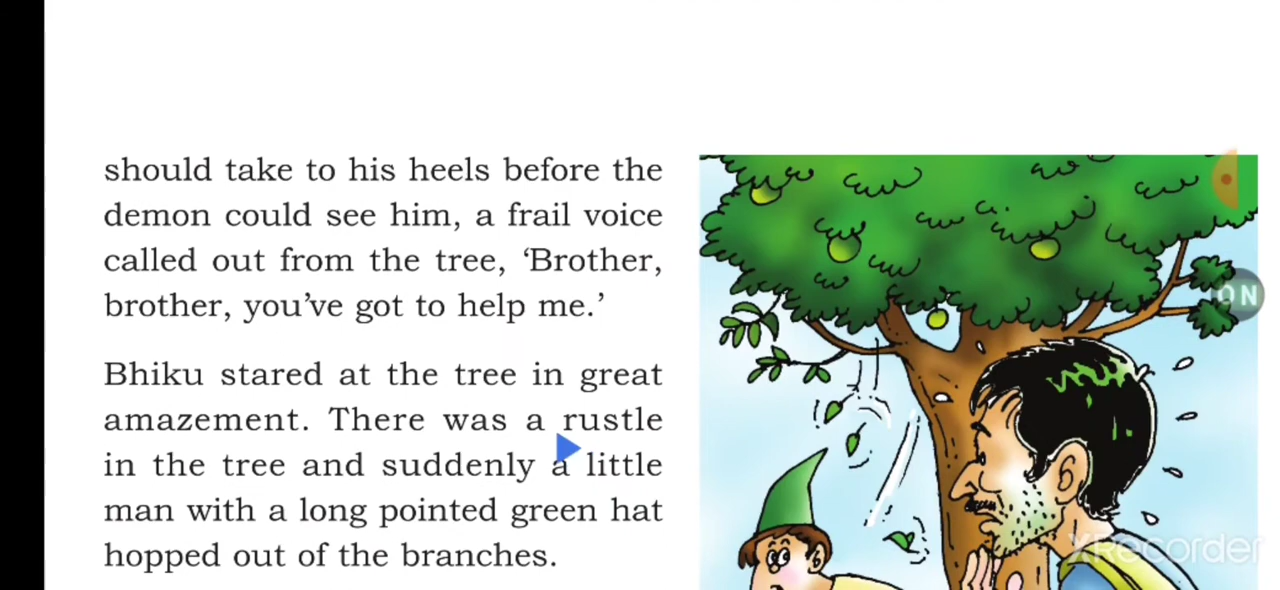 should take to his heels before the
demon could see him, a frail voice
called out from the tree, ‘Brother,
brother, you’ve got to help me.’
Bhiku stared at the tree in great
amazement. There was a rustle
in the tree and suddenly a little
man with a long pointed green hat
hopped out of the branches.
ON
XRecorder